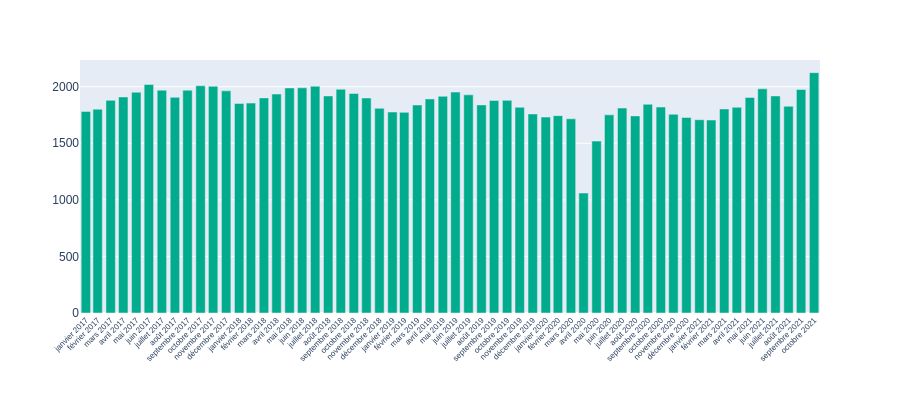 2000
1500
1000
500
0
janvier 2017
février 2017
mars 2017
avril 2017
mai 2017
juin 2017
juillet 2017
août 2017
septembre 2017
octobre 2017
novembre 2017
décembre 2017
janvier 2018
février 2018
mars 2018
avril 2018
mai 2018
juin 2018
juillet 2018
août 2018
septembre 2018
octobre 2018
novembre 2018
décembre 2018
janvier 2019
février 2019
mars 2019
avril 2019
mai 2019
juin 2019
juillet 2019
août 2019
septembre 2019
octobre 2019
novembre 2019
décembre 2019
janvier 2020
février 2020
mars 2020
avril 2020
mai 2020
juin 2020
juillet 2020
août 2020
septembre 2020
octobre 2020
novembre 2020
décembre 2020
janvier 2021
février 2021
mars 2021
avril 2021
mai 2021
juin 2021
juillet 2021
août 2021
septembre 2021
octobre 2021